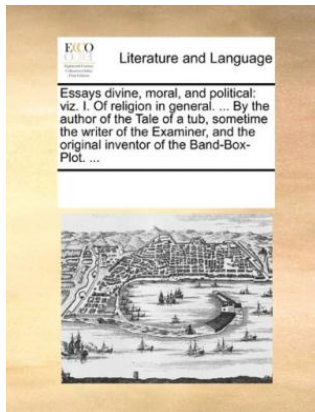 ECCO
Literature and Language
Essays divine, moral, and political:
viz. I. Of religion in general. ... By the
author of the Tale of a tub, sometime
the writer of the Examiner, and the
original inventor of the Band-Box-
Plot. ...